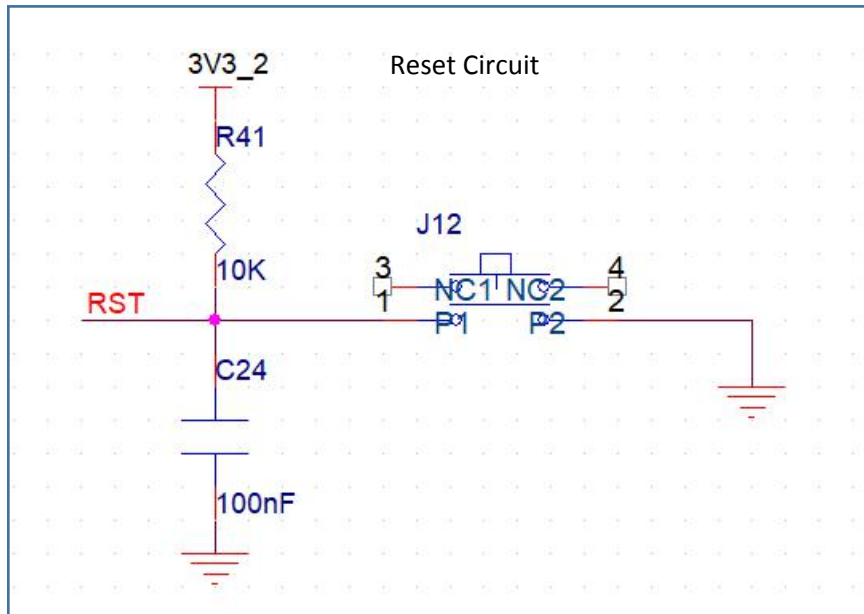 3V3_2
Reset Circuit
R41
10K
J12
3
4
NC1 NC2
RST
1
2
P1
P2
C24
100nF